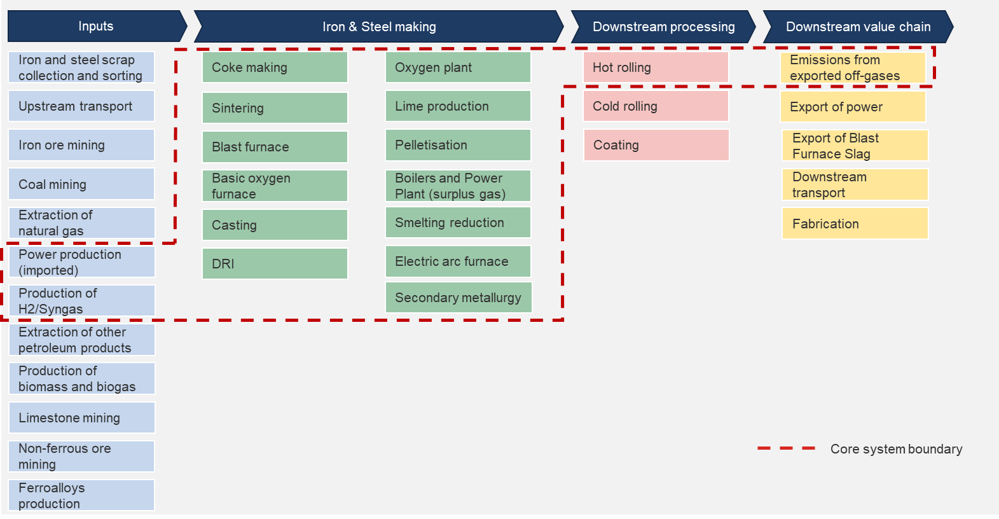 Inputs
Iron & Steel making
Downstream processing
Downstream value chain
Iron and steel scrap
collection and sorting
Upstream transport
Iron ore mining
Coal mining
Extraction of
natural gas
Power production
(imported)
Production of
H2/Syngas
Extraction of other
petroleum products
Production of
biomass and biogas
Limestone mining
Non-ferrous ore
mining
Ferroalloys
production
Coke making
Sintering
Blast furnace
Basic oxygen
furnace
Casting
DRI
Oxygen plant
Lime production
Pelletisation
Boilers and Power
Plant (surplus gas)
Smelting reduction
Electric arc furnace
Secondary metallurgy
Hot rolling
Cold rolling
Coating
Emissions from
exported off-gases
Export of power
Export of Blast
Furnace Slag
Downstream
transport
Fabrication
Core system boundary